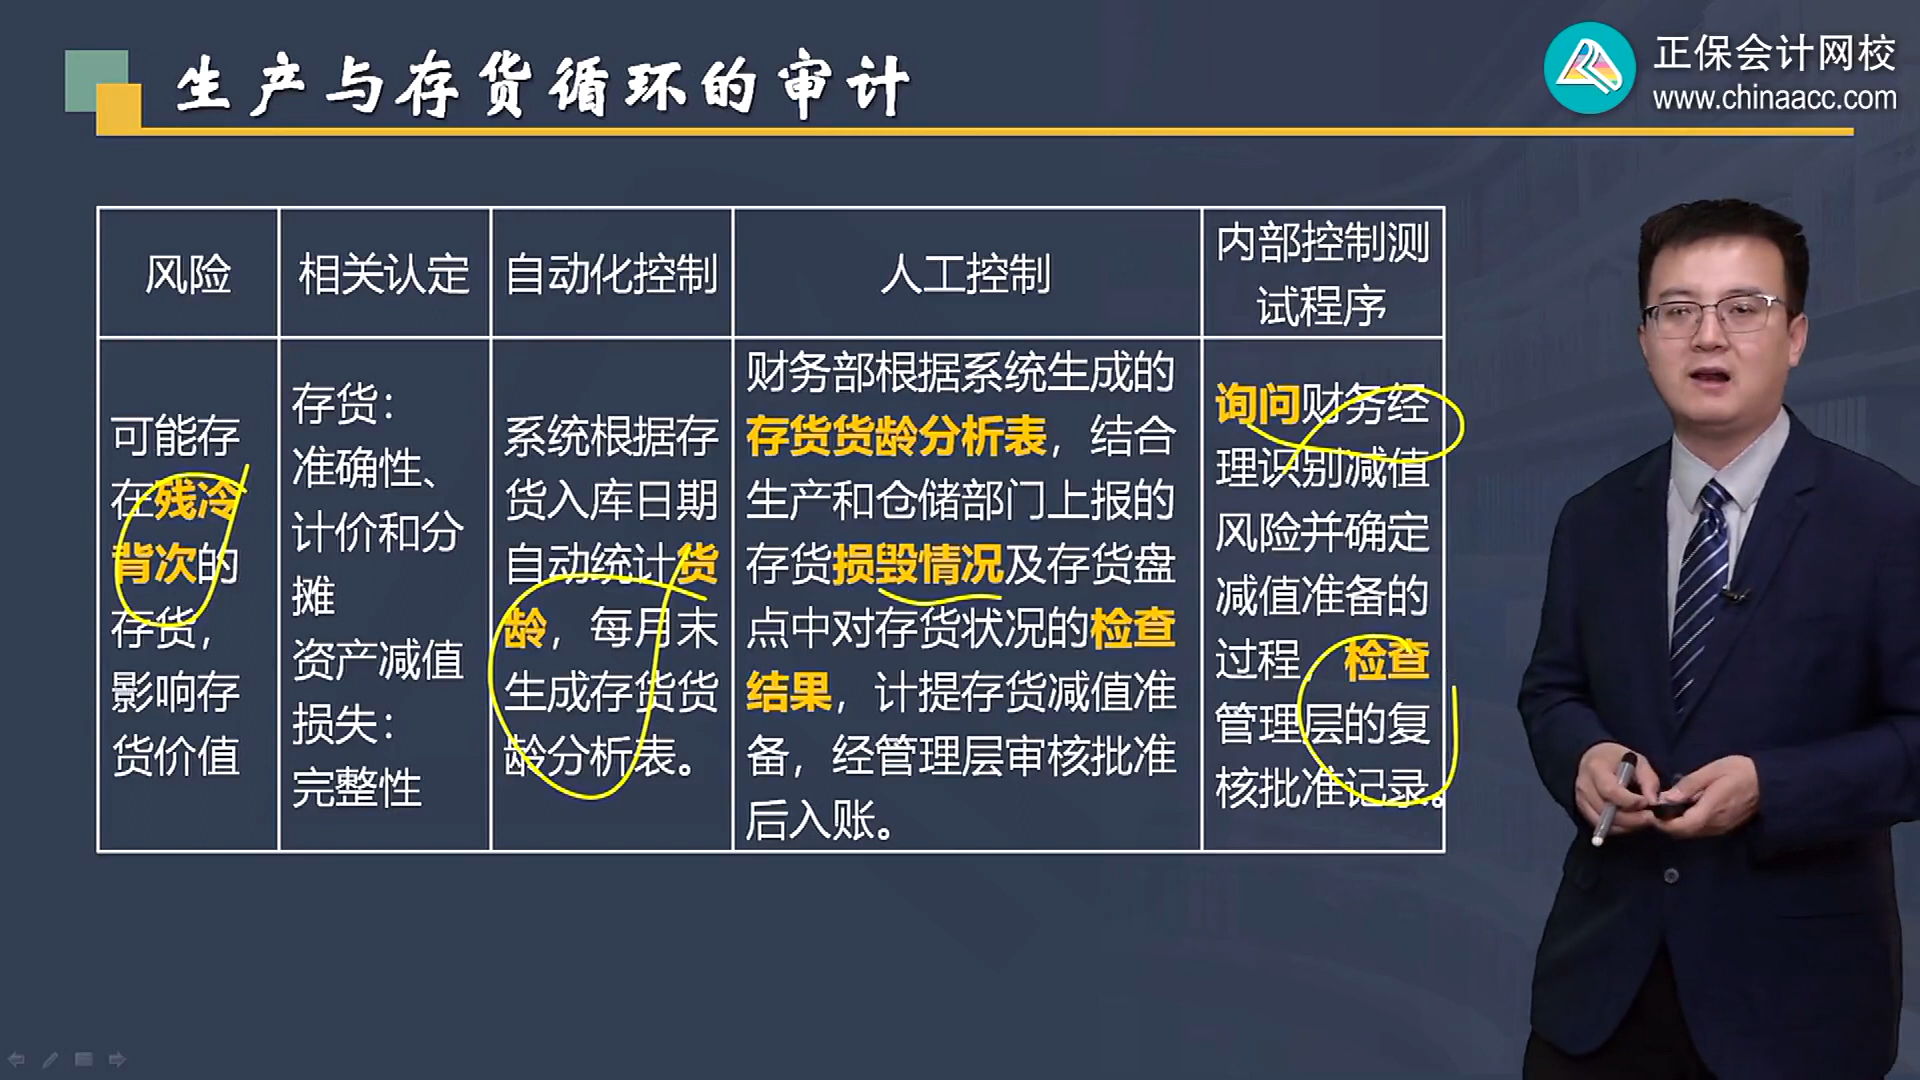 生产与存货循环的审计
正保会计网校
www.chinaacc.com
风险
相关认定
自动化控制
人工控制
内部控制测
试程序
可能存
在残冷
背次的
存货，
影响存
货价值
存货：
准确性、
计价和分
摊
资产减值
损失：
完整性
系统根据存
货入库日期
自动统计货
龄，每月末
生成存货货
龄分析表。
财务部根据系统生成的
存货货龄分析表，结合
生产和仓储部门上报的
存货损毁情况及存货盘
点中对存货状况的检查
结果，计提存货减值准
备，经管理层审核批准
后入账。
询问财务经
理识别减值
风险并确定
减值准备的
过程，检查
管理层的复
核批准记录。